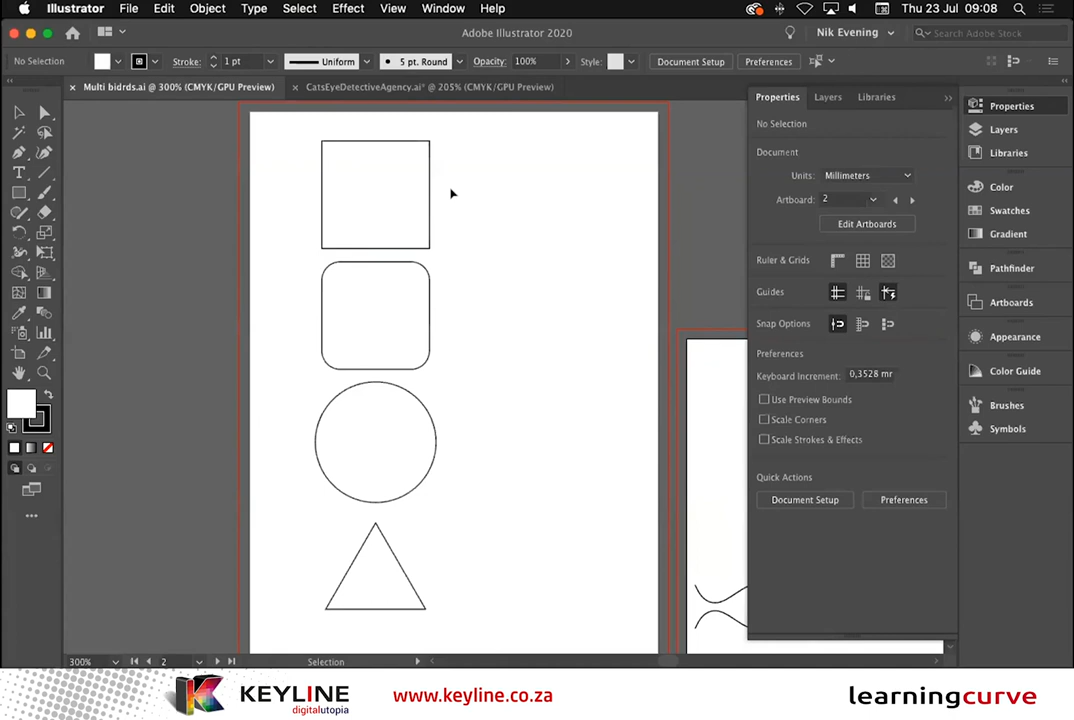 Illustrator File Edit Object Type Select Effect View Window Help Thu 23 Jul 09:08
Adobe Illustrator 2020 Nik Evening Search Adobe Stock
No Selection Stroke: 1 pt Uniform 5 pt. Round Opacity: 100% Style: Document Setup Preferences
× Multi bidrds.ai @ 300% (CMYK/GPU Preview) × CatsEyeDetectiveAgency.ai* @ 205% (CMYK/GPU Preview)
Properties Layers Libraries
No Selection
Document
Units: Millimeters
Artboard: 2
Edit Artboards
Ruler & Grids
Guides
Snap Options
Preferences
Keyboard Increment: 0,3528 mr
Use Preview Bounds
Scale Corners
Scale Strokes & Effects
Quick Actions
Document Setup Preferences
Properties
Layers
Libraries
Color
Swatches
Gradient
Pathfinder
Artboards
Appearance
Color Guide
Brushes
Symbols
300% 2 Selection
KEYLINE
digitalutopia
www.keyline.co.za
learningcurve